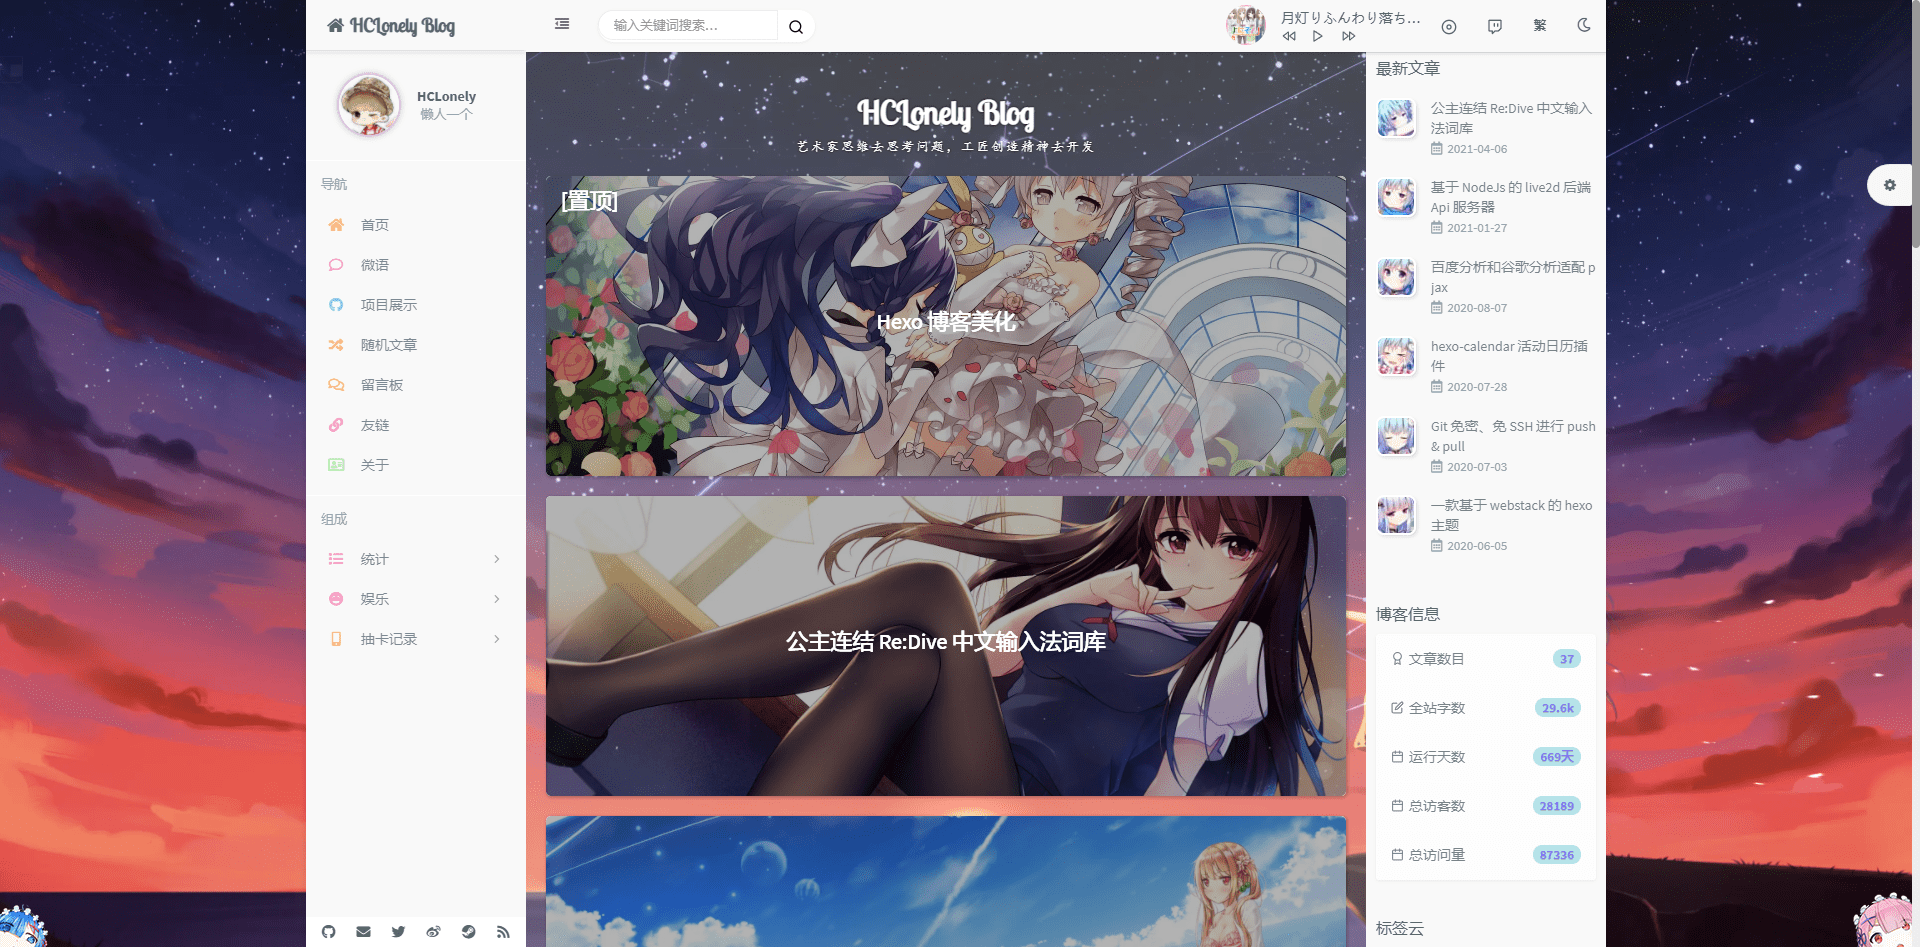 HCLonely Blog
输入关键词搜索...
月灯りふんわり落ち...
繁
HCLonely
懒人一个
导航
首页
微语
项目展示
随机文章
留言板
友链
关于
组成
统计
娱乐
抽卡记录
HCLonely Blog
艺术家思维去思考问题，工匠创造精神去开发
[置顶]
Hexo 博客美化
公主连结 Re:Dive 中文输入法词库
最新文章
公主连结 Re:Dive 中文输入
法词库
2021-04-06
基于 NodeJs 的 live2d 后端
Api 服务器
2021-01-27
百度分析和谷歌分析适配 p
jax
2020-08-07
hexo-calendar 活动日历插
件
2020-07-28
Git 免密、免 SSH 进行 push
& pull
2020-07-03
一款基于 webstack 的 hexo
主题
2020-06-05
博客信息
文章数目 37
全站字数 29.6k
运行天数 669天
总访客数 28189
总访问量 87336
标签云